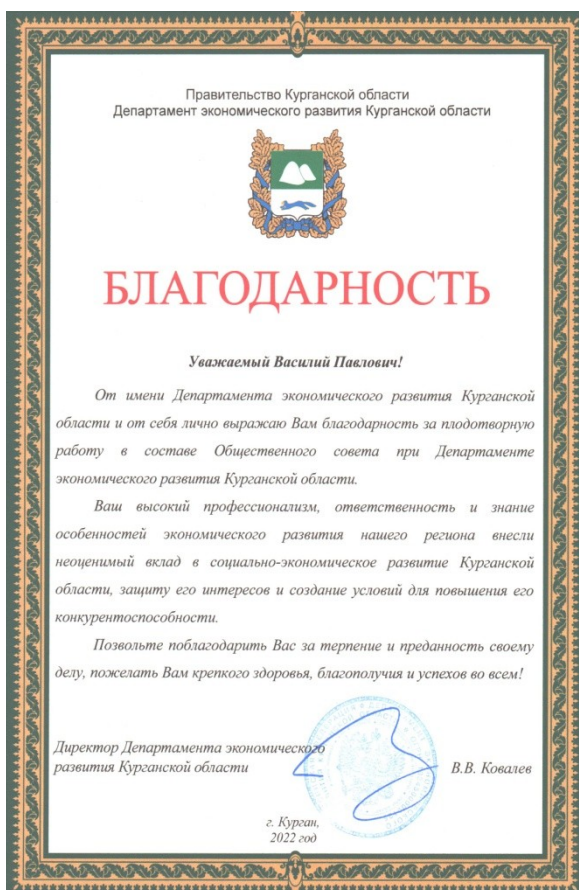 Правительство Курганской области
Департамент экономического развития Курганской области
БЛАГОДАРНОСТЬ
Уважаемый Василий Павлович!
От имени Департамента экономического развития Курганской
области и от себя лично выражаю Вам благодарность за плодотворную
работу в составе Общественного совета при Департаменте
экономического развития Курганской области.
Ваш высокий профессионализм, ответственность и знание
особенностей экономического развития нашего региона внесли
неоценимый вклад в социально-экономическое развитие Курганской
области, защиту его интересов и создание условий для повышения его
конкурентоспособности.
Позвольте поблагодарить Вас за терпение и преданность своему
делу, пожелать Вам крепкого здоровья, благополучия и успехов во всем!
Директор Департамента экономического
развития Курганской области
В.В. Ковалев
г. Курган,
2022 год